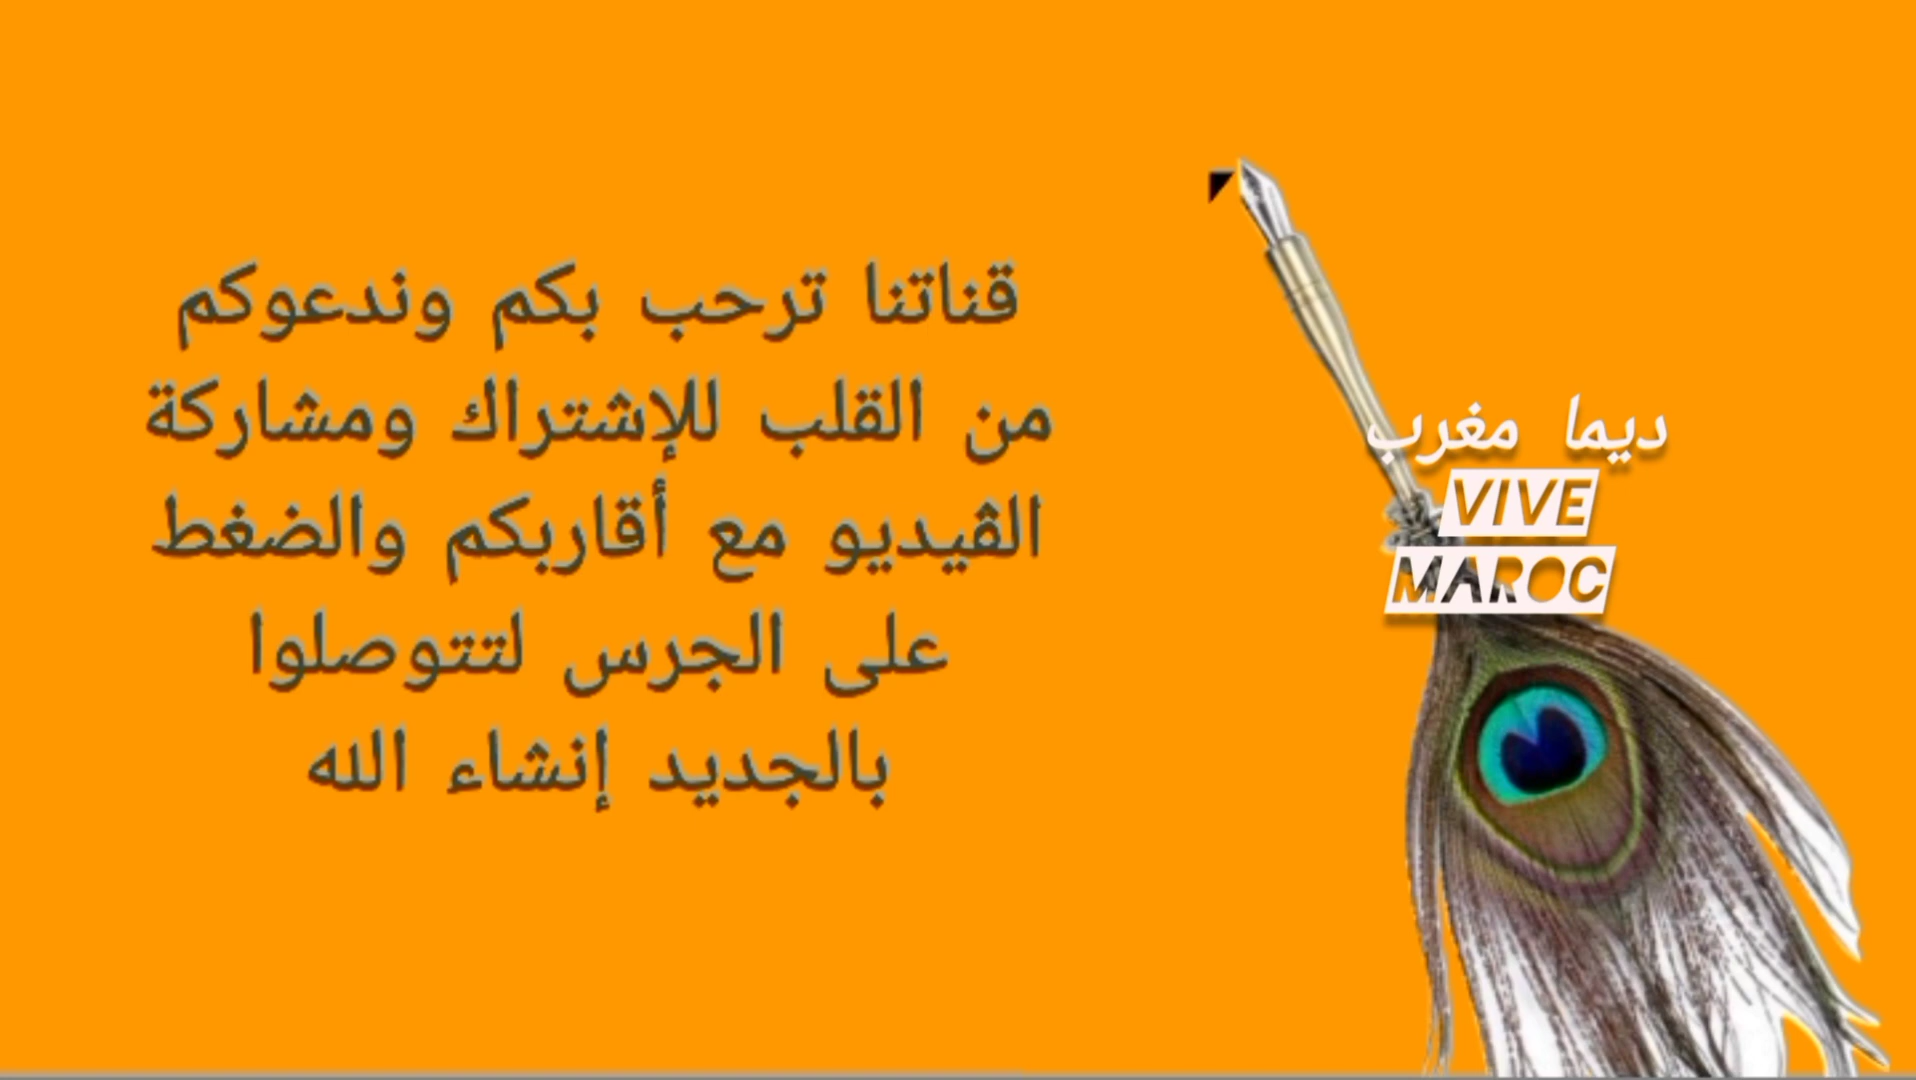 قناتنا ترحب بكم وندعوكم
من القلب للإشتراك ومشاركة
الڤيديو مع أقاربكم والضغط
على الجرس لتتوصلوا
بالجديد إنشاء الله
ديما مغرب
VIVE
MAROC